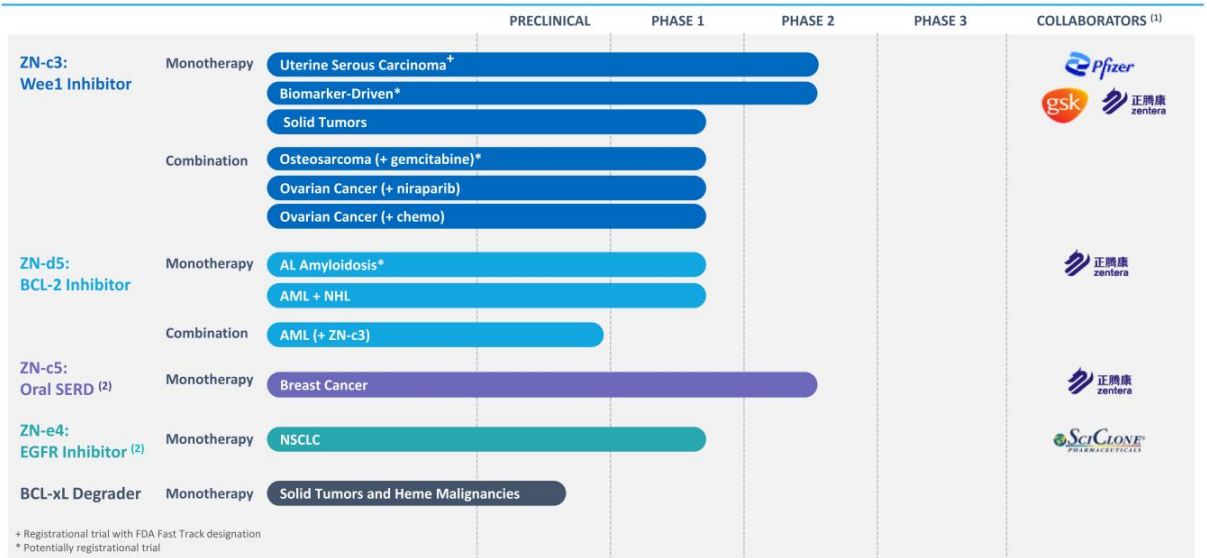 PRECLINICAL PHASE 1 PHASE 2 PHASE 3 COLLABORATORS (1)
ZN-c3:
Wee1 Inhibitor
Monotherapy
Uterine Serous Carcinoma+
Biomarker-Driven*
Solid Tumors
Pfizer
gsk
正腾康
zentera
Combination
Osteosarcoma (+ gemcitabine)*
Ovarian Cancer (+ niraparib)
Ovarian Cancer (+ chemo)
ZN-d5:
BCL-2 Inhibitor
Monotherapy
AL Amyloidosis*
AML + NHL
正腾康
zentera
Combination
AML (+ ZN-c3)
ZN-c5:
Oral SERD (2)
Monotherapy
Breast Cancer
正腾康
zentera
ZN-e4:
EGFR Inhibitor (2)
Monotherapy
NSCLC
SCICLONE
PHARMACEUTICALS
BCL-xL Degrader
Monotherapy
Solid Tumors and Heme Malignancies
+ Registrational trial with FDA Fast Track designation
* Potentially registrational trial